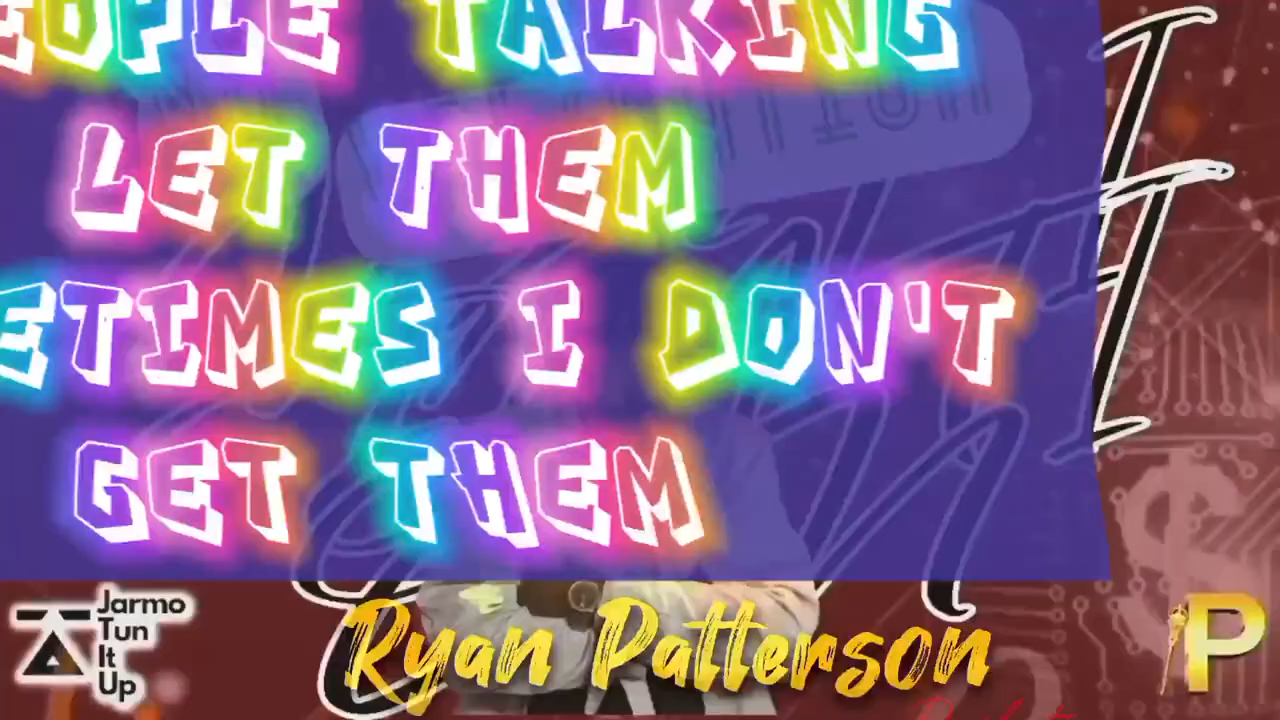 EOPLE TALKING
LET THEM
ETIMES I DON'T
GET THEM
Jarmo
Tun
It
Up
Ryan Patterson
P